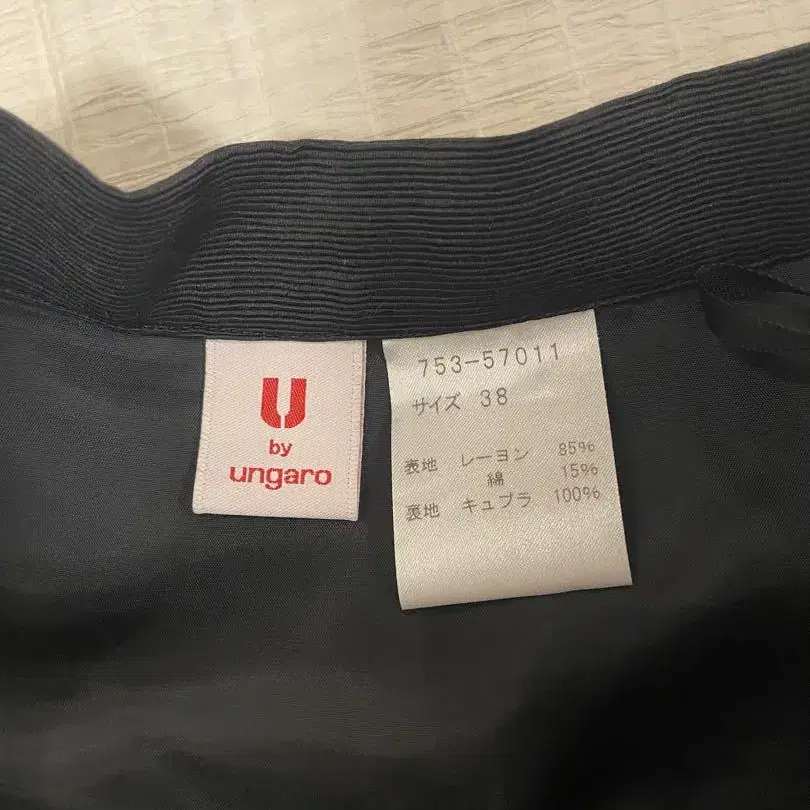 U
by
ungaro
753-57011
サイズ 38
表地 レーヨン 85%
綿 15%
裏地 キュプラ 100%